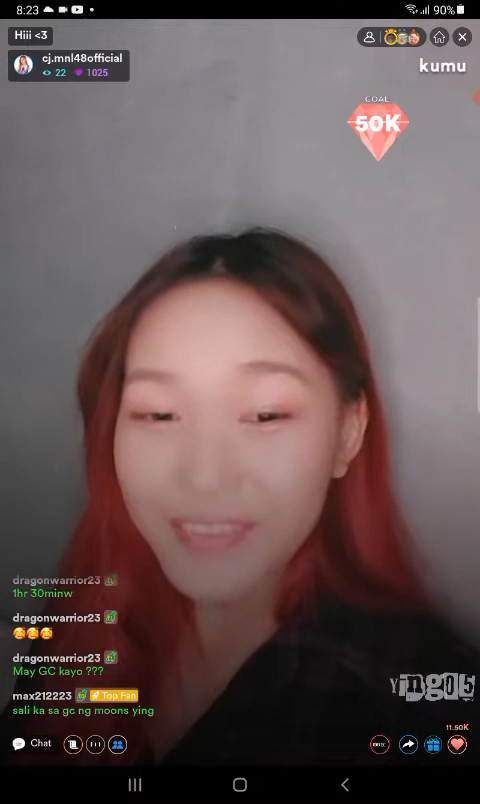 8:23
90%
Hiii <3
cj.mnl48official
22 1025
kumu
GOAL
50K
dragonwarrior23
1hr 30minw
dragonwarrior23
🥰🥰🥰
dragonwarrior23
May GC kayo ???
max212223 Top Fan
sali ka sa gc ng moons ying
Yingo5
11.50K
Chat